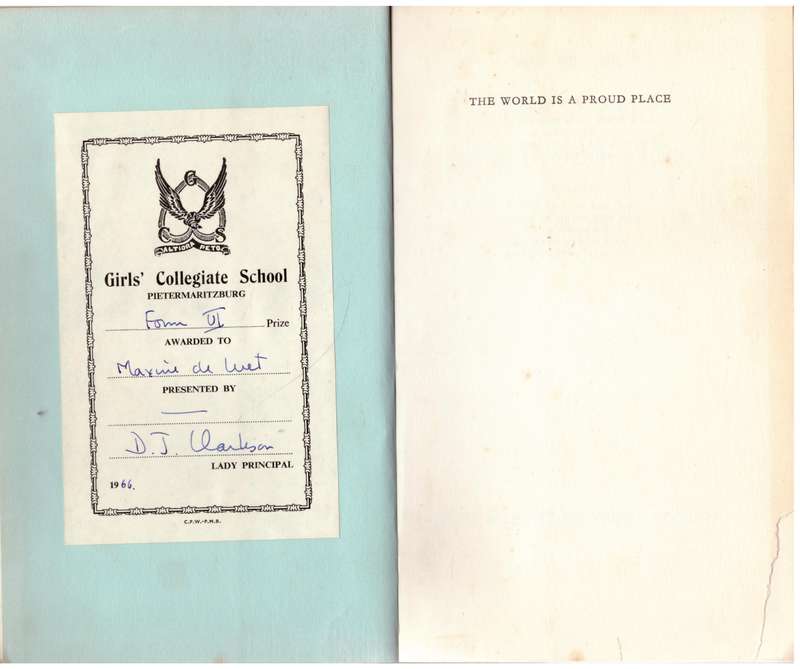 G
C S
ALTIORA PETO
Girls' Collegiate School
PIETERMARITZBURG
Form VI Prize
AWARDED TO
Maxine de Wet
PRESENTED BY
D. J. Clarkson
LADY PRINCIPAL
1966.
C.P.W.-P.M.B.
THE WORLD IS A PROUD PLACE